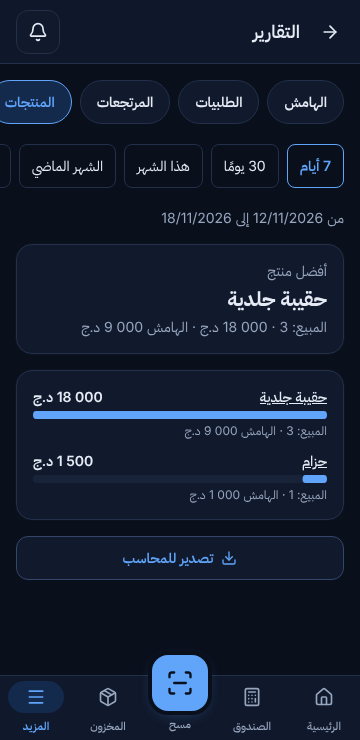 التقارير
الهامش
الطلبيات
المرتجعات
المنتجات
7 أيام
30 يومًا
هذا الشهر
الشهر الماضي
من 12/11/2026 إلى 18/11/2026
أفضل منتج
حقيبة جلدية
المبيع: 3 · 000 18 د.ج · الهامش 000 9 د.ج
حقيبة جلدية
18 000 د.ج
المبيع: 3 · الهامش 000 9 د.ج
حزام
1 500 د.ج
المبيع: 1 · الهامش 000 1 د.ج
تصدير للمحاسب
الرئيسية
الصندوق
مسح
المخزون
المزيد